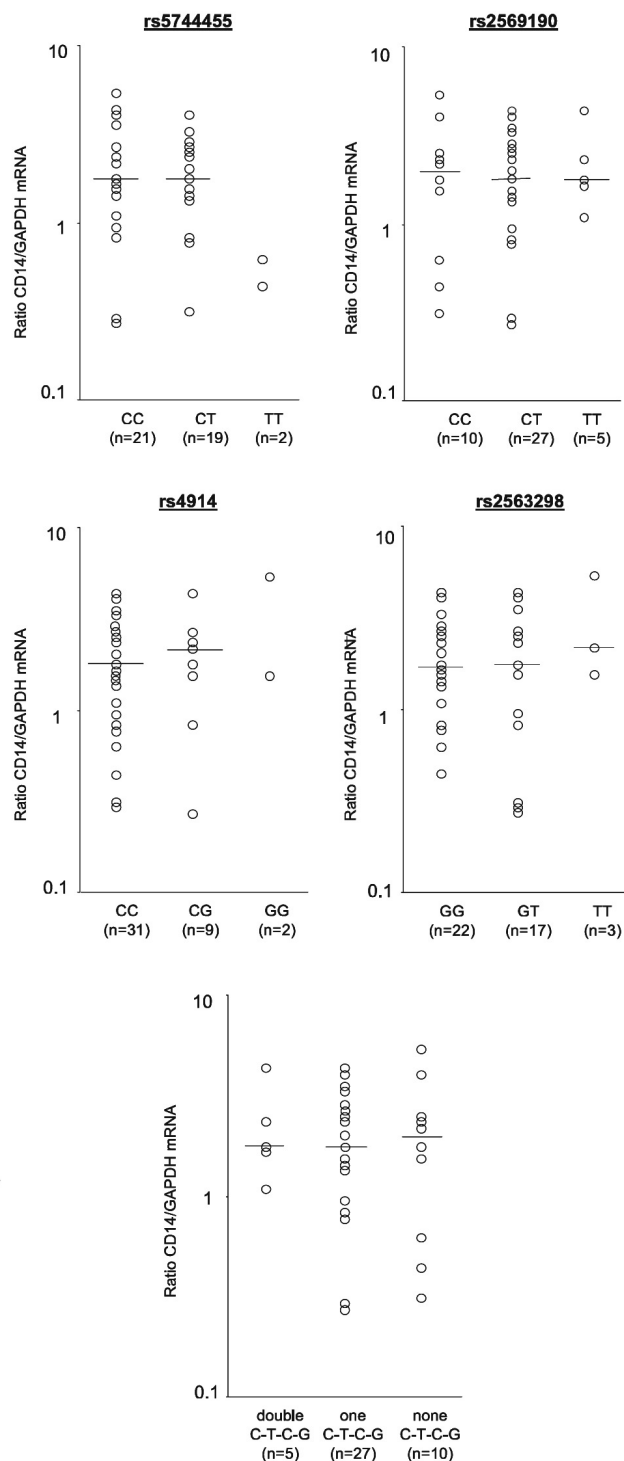 rs5744455
10
Ratio CD14/GAPDH mRNA
1
0.1
CC CT TT
(n=21) (n=19) (n=2)
rs2569190
10
Ratio CD14/GAPDH mRNA
1
0.1
CC CT TT
(n=10) (n=27) (n=5)
rs4914
10
Ratio CD14/GAPDH mRNA
1
0.1
CC CG GG
(n=31) (n=9) (n=2)
rs2563298
10
Ratio CD14/GAPDH mRNA
1
0.1
GG GT TT
(n=22) (n=17) (n=3)
10
Ratio CD14/GAPDH mRNA
1
0.1
double one none
C-T-C-G C-T-C-G C-T-C-G
(n=5) (n=27) (n=10)